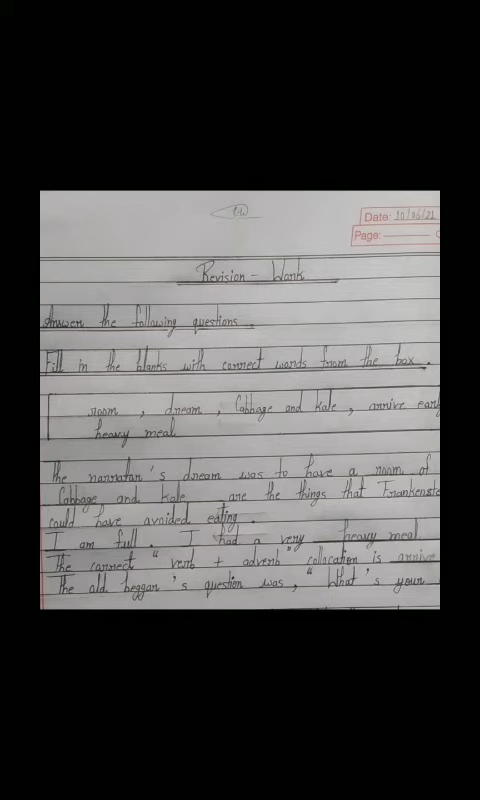 C.W
Date: 10/06/21
Page:
Revision - Work
Answer the following questions.
Fill in the blanks with correct words from the box.
room, dream, Cabbage and Kale, arrive early
heavy meal
the narrator's dream was to have a room of
Cabbage and Kale are the things that Frankenste
could have avoided eating.
I am full. I had a very heavy meal.
The correct "verb + adverb" collocation is arrive
The old beggar's question was, "What's your